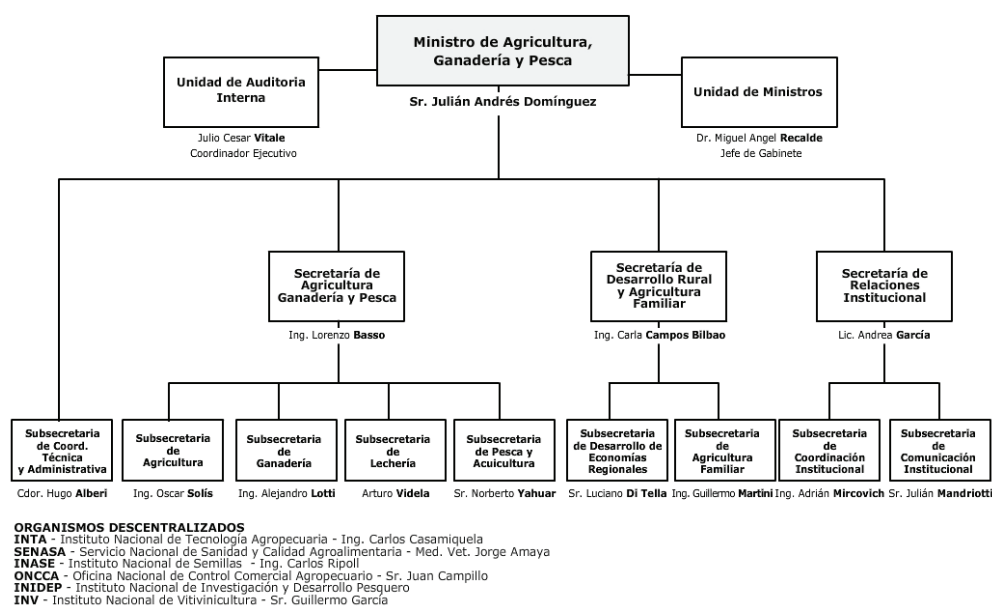 Ministro de Agricultura,
Ganadería y Pesca
Sr. Julián Andrés Domínguez
Unidad de Auditoria
Interna
Julio Cesar Vitale
Coordinador Ejecutivo
Unidad de Ministros
Dr. Miguel Angel Recalde
Jefe de Gabinete
Secretaría de
Agricultura
Ganadería y Pesca
Ing. Lorenzo Basso
Secretaría de
Desarrollo Rural
y Agricultura
Familiar
Ing. Carla Campos Bilbao
Secretaría de
Relaciones
Institucional
Lic. Andrea García
Subsecretaria
de Coord.
Técnica
y Administrativa
Cdor. Hugo Alberi
Subsecretaria
de
Agricultura
Ing. Oscar Solís
Subsecretaria
de
Ganadería
Ing. Alejandro Lotti
Subsecretaria
de
Lechería
Arturo Videla
Subsecretaria
de Pesca y
Acuicultura
Sr. Norberto Yahuar
Subsecretaria
de Desarrollo de
Economías
Regionales
Sr. Luciano Di Tella
Subsecretaria
de
Agricultura
Familiar
Ing. Guillermo Martini
Subsecretaria
de
Coordinación
Institucional
Ing. Adrián Mircovich
Subsecretaria
de
Comunicación
Institucional
Sr. Julián Mandriotti
ORGANISMOS DESCENTRALIZADOS
INTA - Instituto Nacional de Tecnología Agropecuaria - Ing. Carlos Casamiquela
SENASA - Servicio Nacional de Sanidad y Calidad Agroalimentaria - Med. Vet. Jorge Amaya
INASE - Instituto Nacional de Semillas - Ing. Carlos Ripoll
ONCCA - Oficina Nacional de Control Comercial Agropecuario - Sr. Juan Campillo
INIDEP - Instituto Nacional de Investigación y Desarrollo Pesquero
INV - Instituto Nacional de Vitivinicultura - Sr. Guillermo García